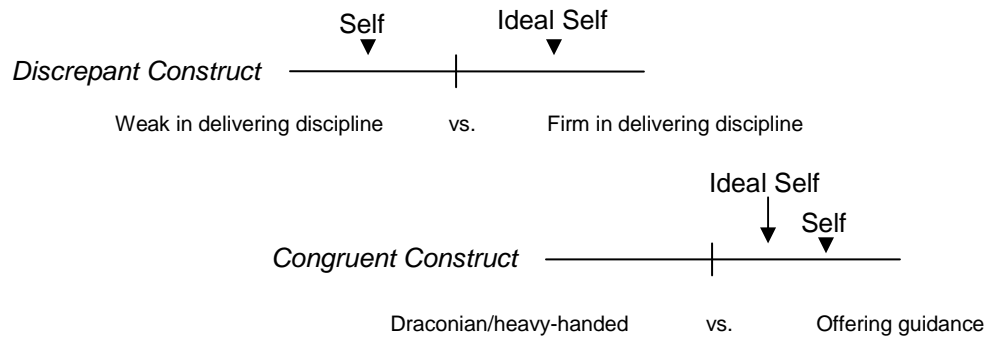 Self Ideal Self
Discrepant Construct
Weak in delivering discipline vs. Firm in delivering discipline
Ideal Self
Self
Congruent Construct
Draconian/heavy-handed vs. Offering guidance